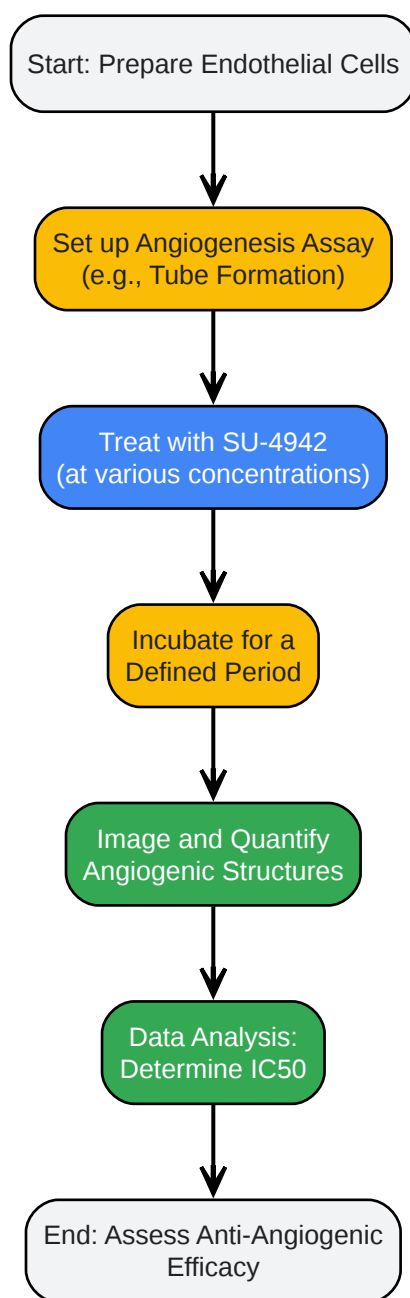 Start: Prepare Endothelial Cells
Set up Angiogenesis Assay
(e.g., Tube Formation)
Treat with SU-4942
(at various concentrations)
Incubate for a
Defined Period
Image and Quantify
Angiogenic Structures
Data Analysis:
Determine IC50
End: Assess Anti-Angiogenic
Efficacy